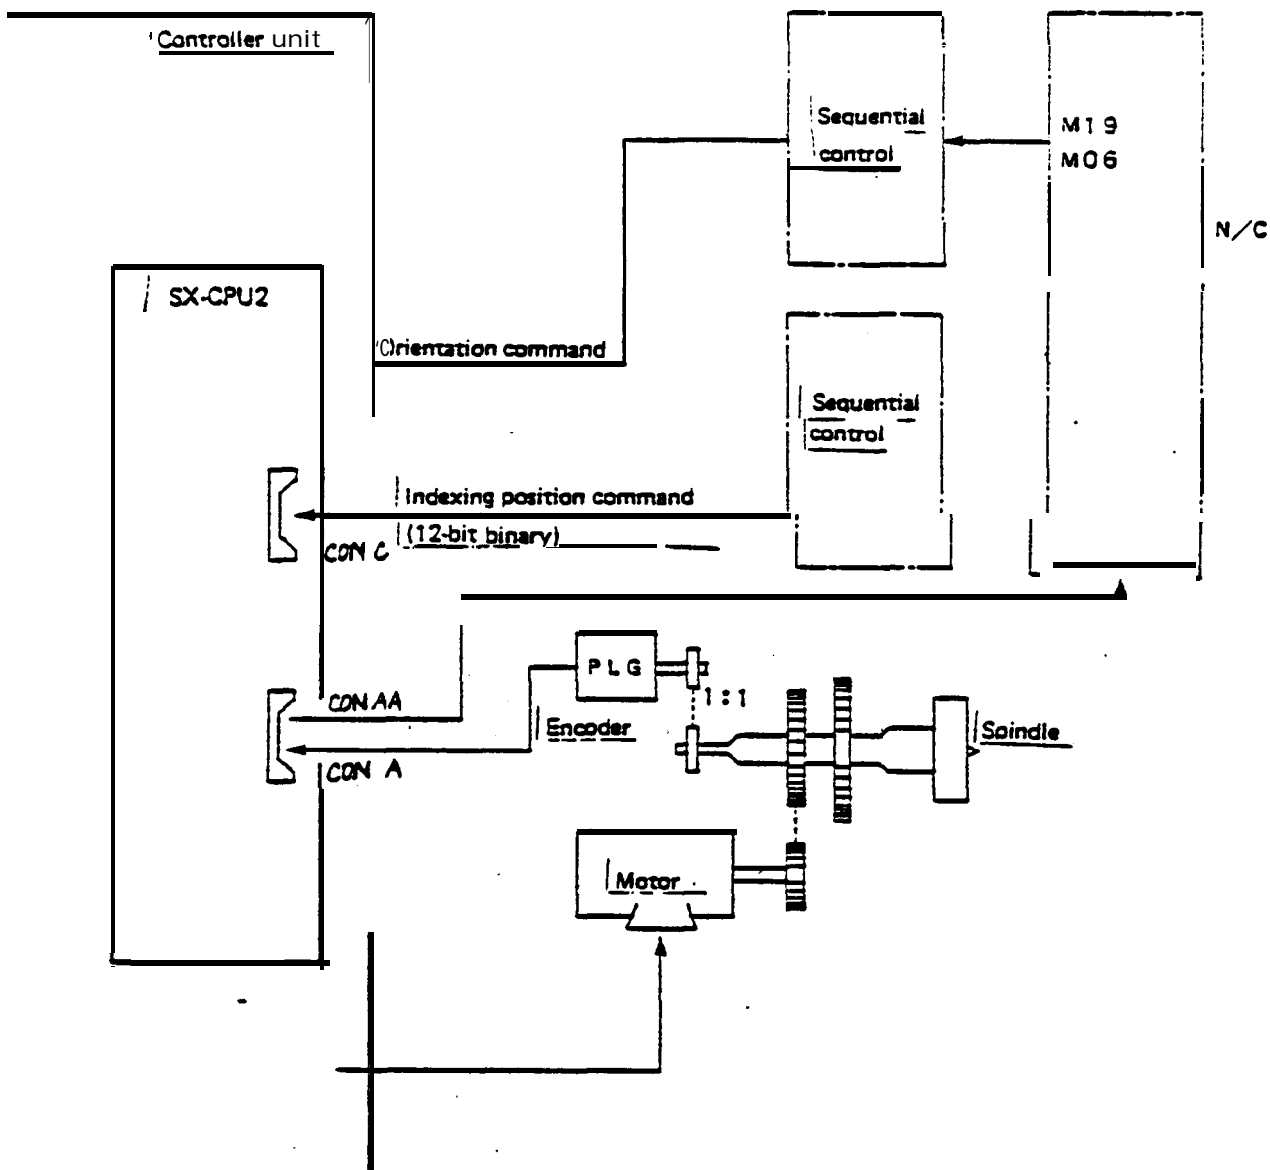 Controller unit
Sequential
control
M19
M06
N/C
SX-CPU2
Orientation command
Sequential
control
Indexing position command
(12-bit binary)
CON C
PLG
1:1
CON AA
Encoder
Spindle
CON A
Motor